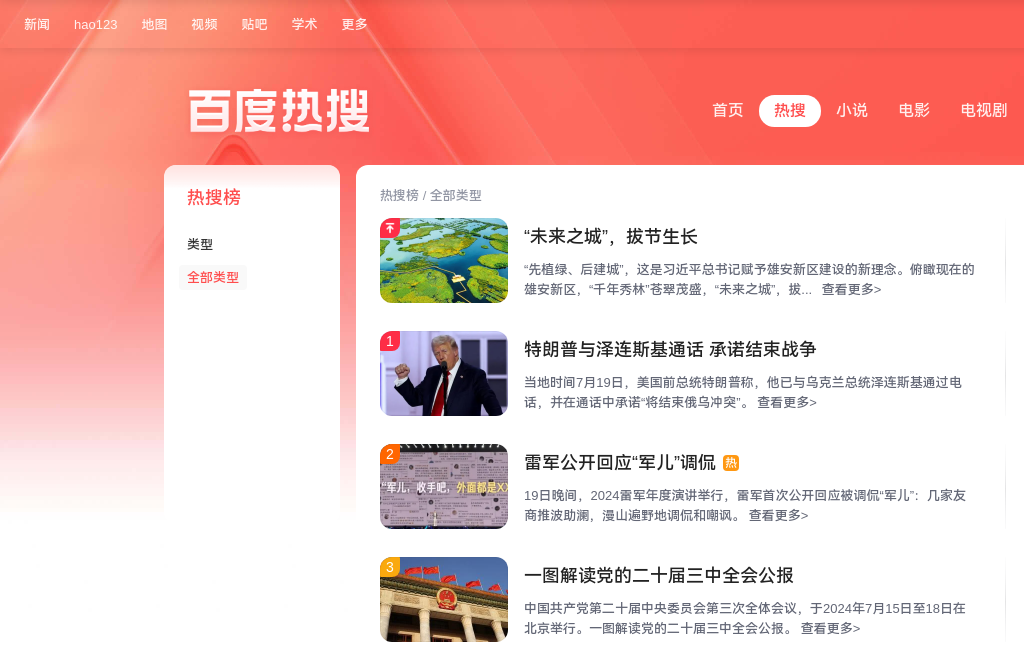 新闻 hao123 地图 视频 贴吧 学术 更多
百度热搜
首页 热搜 小说 电影 电视剧
热搜榜
类型
全部类型
热搜榜 / 全部类型
“未来之城”，拔节生长
“先植绿、后建城”，这是习近平总书记赋予雄安新区建设的新理念。俯瞰现在的
雄安新区，“千年秀林”苍翠茂盛，“未来之城”，拔... 查看更多>
1
特朗普与泽连斯基通话 承诺结束战争
当地时间7月19日，美国前总统特朗普称，他已与乌克兰总统泽连斯基通过电
话，并在通话中承诺“将结束俄乌冲突”。 查看更多>
2
“军儿，收手吧，外面都是XX
雷军公开回应“军儿”调侃 热
19日晚间，2024雷军年度演讲举行，雷军首次公开回应被调侃“军儿”：几家友
商推波助澜，漫山遍野地调侃和嘲讽。 查看更多>
3
一图解读党的二十届三中全会公报
中国共产党第二十届中央委员会第三次全体会议，于2024年7月15日至18日在
北京举行。一图解读党的二十届三中全会公报。 查看更多>